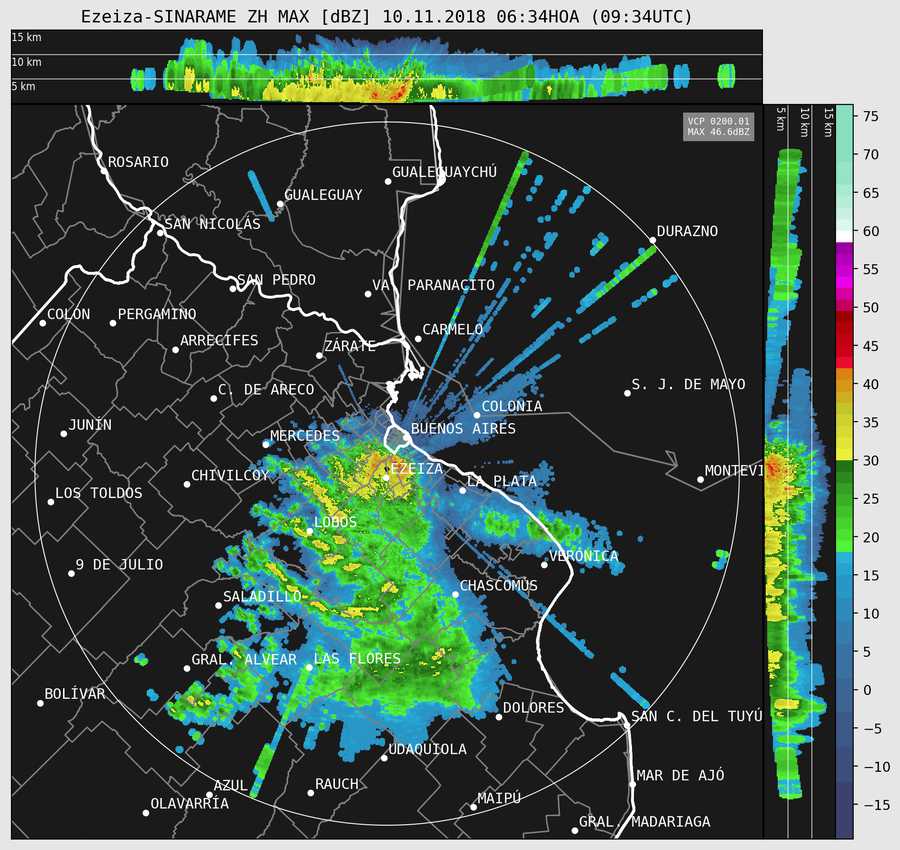 Ezeiza-SINARAME ZH MAX [dBZ] 10.11.2018 06:34HOA (09:34UTC)
15 km
10 km
5 km
5 km
10 km
15 km
VCP 0200.01
MAX 46.6dBZ
ROSARIO
GUALEGUAYCHÚ
GUALEGUAY
SAN NICOLÁS
DURAZNO
SAN PEDRO
VA. PARANACITO
COLÓN
PERGAMINO
CARMELO
ARRECIFES
ZÁRATE
C. DE ARECO
S. J. DE MAYO
COLONIA
JUNÍN
MERCEDES
BUENOS AIRES
EZEIZA
MONTEVI
CHIVILCOY
LA PLATA
LOS TOLDOS
LOBOS
9 DE JULIO
VERÓNICA
CHASCOMÚS
SALADILLO
GRAL. ALVEAR
LAS FLORES
BOLÍVAR
DOLORES
SAN C. DEL TUYÚ
UDAQUIOLA
MAR DE AJÓ
AZUL
RAUCH
OLAVARRÍA
MAIPÚ
GRAL. MADARIAGA
75
70
65
60
55
50
45
40
35
30
25
20
15
10
5
0
−5
−10
−15